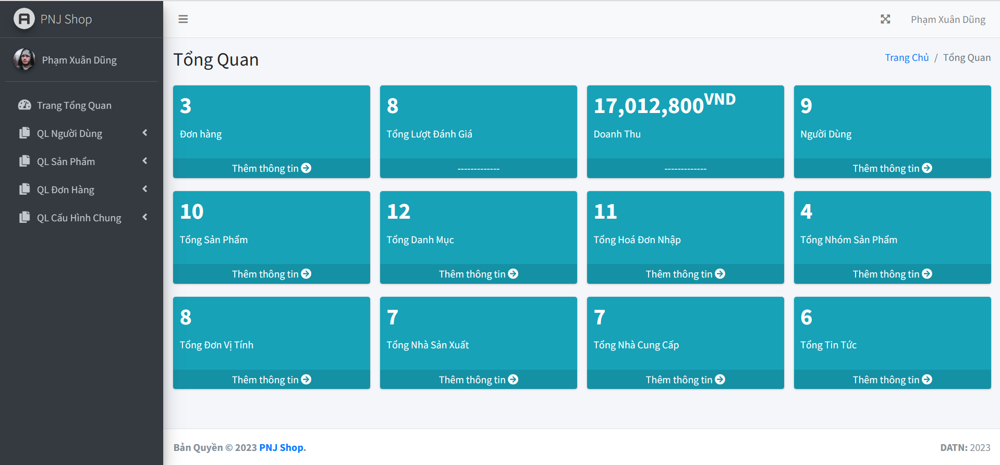 PNJ Shop
Phạm Xuân Dũng
Phạm Xuân Dũng
Trang Tổng Quan
QL Người Dùng
QL Sản Phẩm
QL Đơn Hàng
QL Cấu Hình Chung
Tổng Quan
Trang Chủ / Tổng Quan
3
Đơn hàng
Thêm thông tin
8
Tổng Lượt Đánh Giá
-------------
17,012,800VND
Doanh Thu
-------------
9
Người Dùng
Thêm thông tin
10
Tổng Sản Phẩm
Thêm thông tin
12
Tổng Danh Mục
Thêm thông tin
11
Tổng Hoá Đơn Nhập
Thêm thông tin
4
Tổng Nhóm Sản Phẩm
Thêm thông tin
8
Tổng Đơn Vị Tính
Thêm thông tin
7
Tổng Nhà Sản Xuất
Thêm thông tin
7
Tổng Nhà Cung Cấp
Thêm thông tin
6
Tổng Tin Tức
Thêm thông tin
Bản Quyền © 2023 PNJ Shop.
DATN: 2023